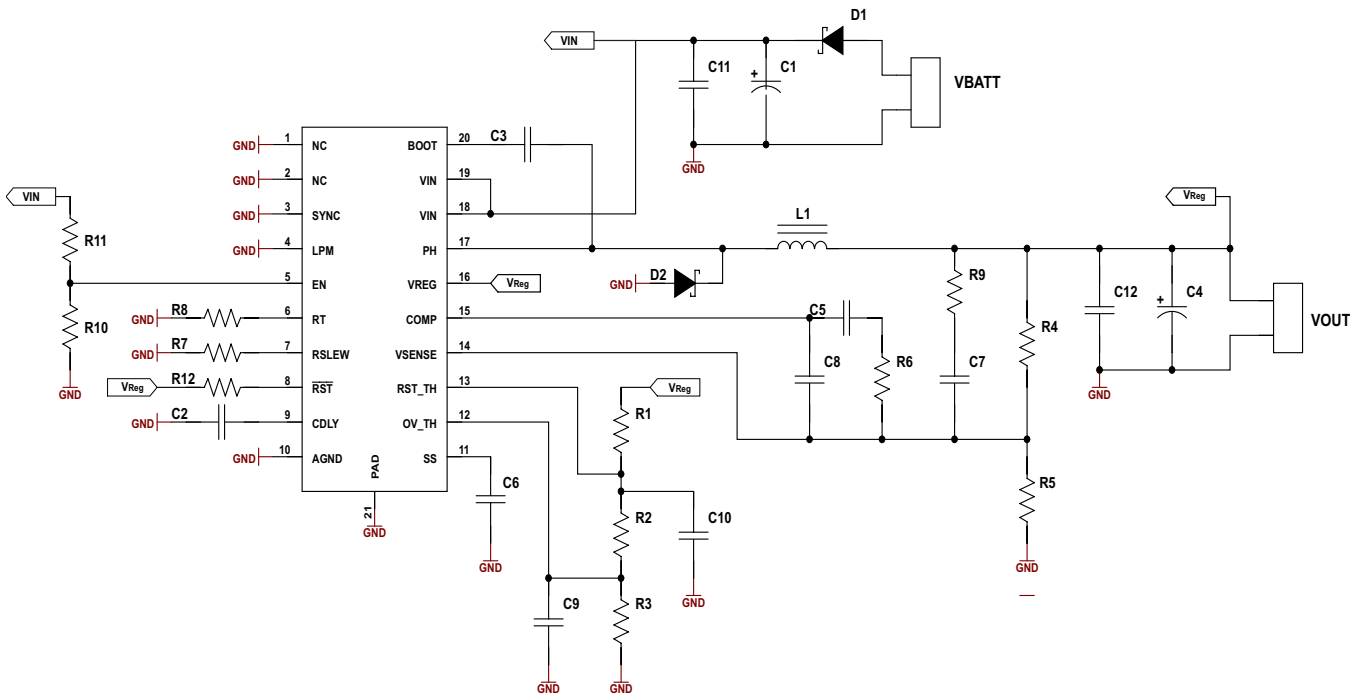 D1
VIN
C11
+
C1
VBATT
GND
GND 1 NC BOOT 20 C3
GND 2 NC VIN 19
GND 3 SYNC VIN 18
GND 4 LPM PH 17
5 EN VREG 16 VReg
GND R8 6 RT COMP 15
GND R7 7 RSLEW VSENSE 14
VReg R12 8 RST RST_TH 13
GND C2 9 CDLY OV_TH 12
GND 10 AGND SS 11
PAD
21
GND
VIN
R11
R10
GND
L1
GND D2
VReg
R9
C12
+
C4
VOUT
GND
C5
R4
C8
R6
C7
R5
GND
VReg
R1
C6
GND
R2
C10
GND
C9
R3
GND
GND